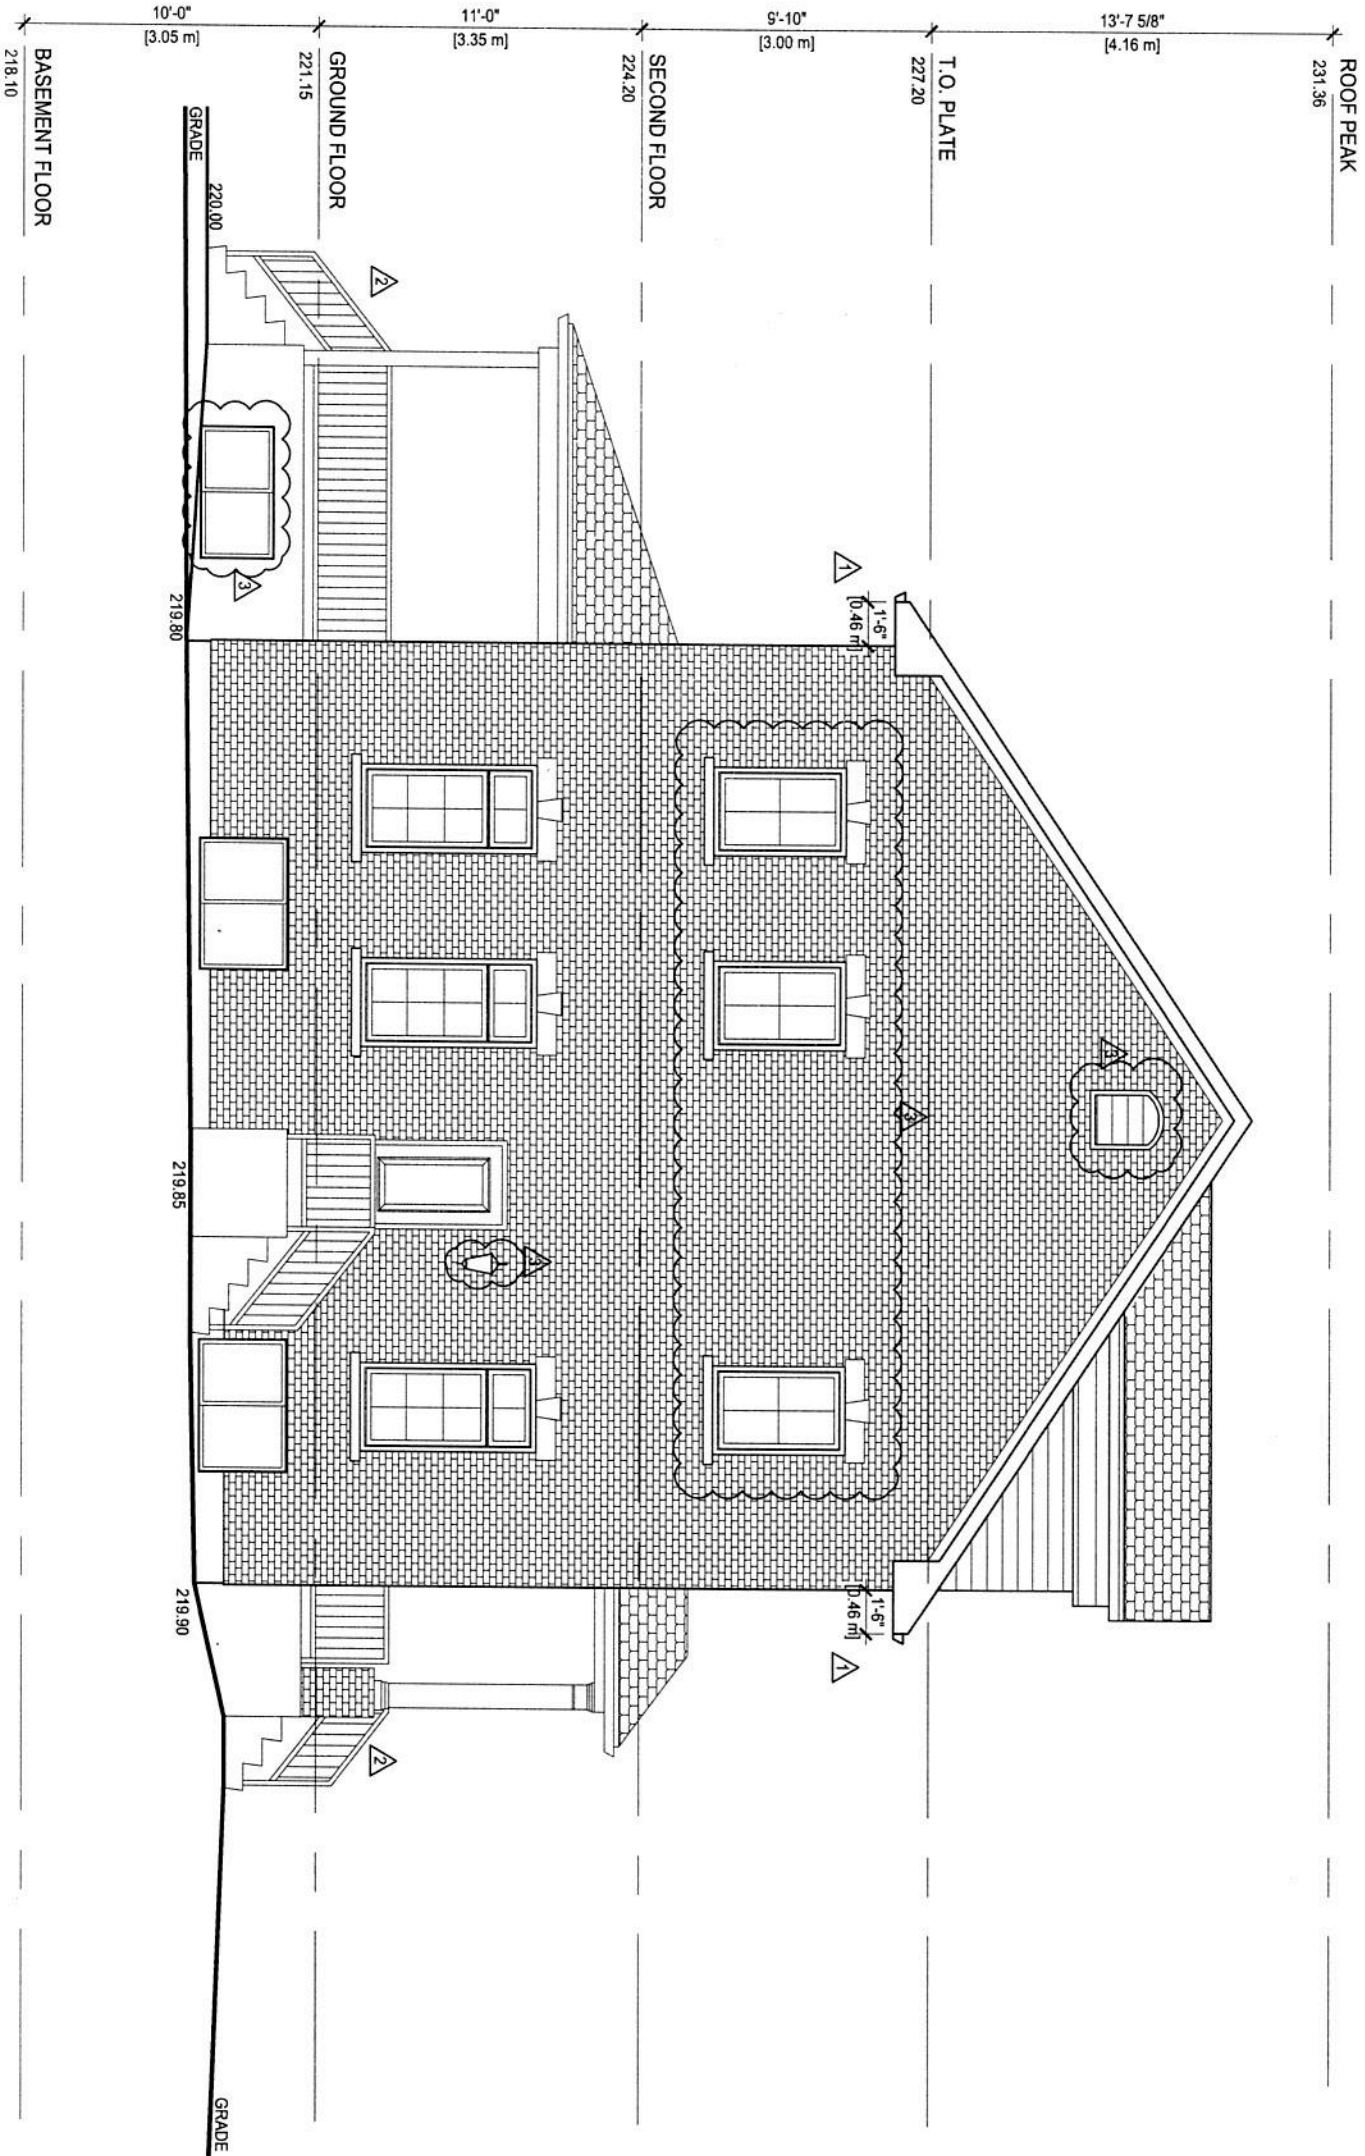 ROOF PEAK
231.36
13'-7 5/8"
[4.16 m]
T.O. PLATE
227.20
9'-10"
[3.00 m]
SECOND FLOOR
224.20
11'-0"
[3.35 m]
GROUND FLOOR
221.15
10'-0"
[3.05 m]
BASEMENT FLOOR
218.10
3
1
1'-6"
[0.46 m]
3
1'-6"
[0.46 m]
1
3
2
2
3
GRADE
220.00
219.80
219.85
219.90
GRADE